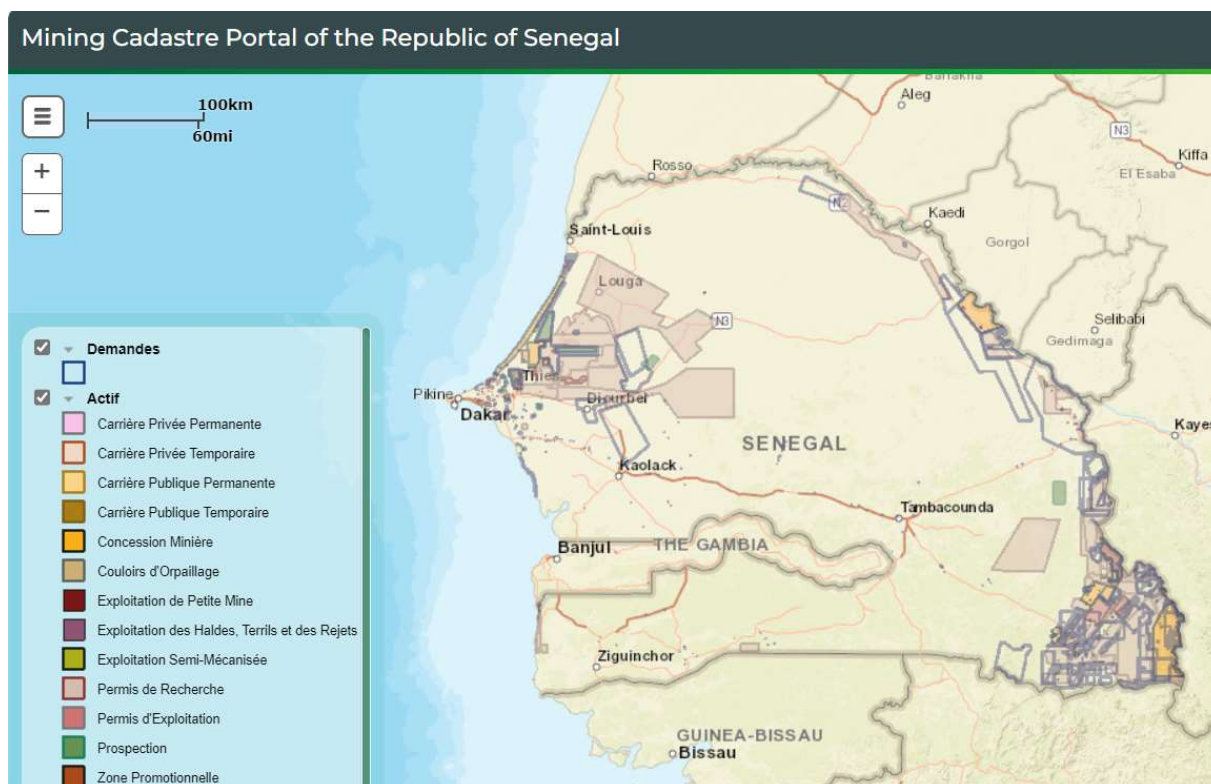 Mining Cadastre Portal of the Republic of Senegal
100km
60mi
+
−
Demandes
Actif
Carrière Privée Permanente
Carrière Privée Temporaire
Carrière Publique Permanente
Carrière Publique Temporaire
Concession Minière
Couloirs d'Orpaillage
Exploitation de Petite Mine
Exploitation des Haldes, Terrils et des Rejets
Exploitation Semi-Mécanisée
Permis de Recherche
Permis d'Exploitation
Prospection
Zone Promotionnelle
Aleg
N3
Kiffa
El Esaba
Rosso
N2
Kaedi
Saint-Louis
Gorgol
Louga
N3
Selibabi
Gedimaga
Thies
Pikine
Diourbel
Dakar
Kayes
SENEGAL
Kaolack
Tambacounda
Banjul
THE GAMBIA
Ziguinchor
GUINEA-BISSAU
Bissau